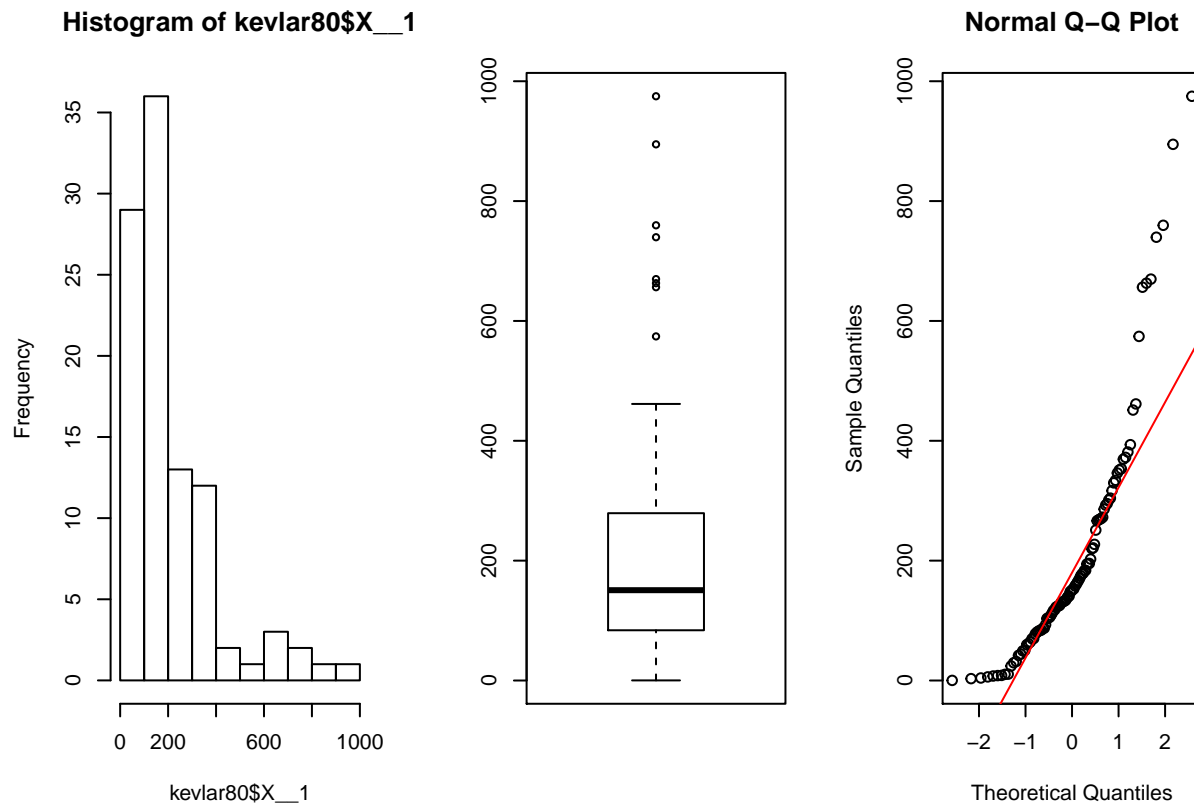 Histogram of kevlar80$X__1
Frequency
0
5
10
15
20
25
30
35
0 200 600 1000
kevlar80$X__1
0
200
400
600
800
1000
Normal Q−Q Plot
Sample Quantiles
0
200
400
600
800
1000
−2 −1 0 1 2
Theoretical Quantiles